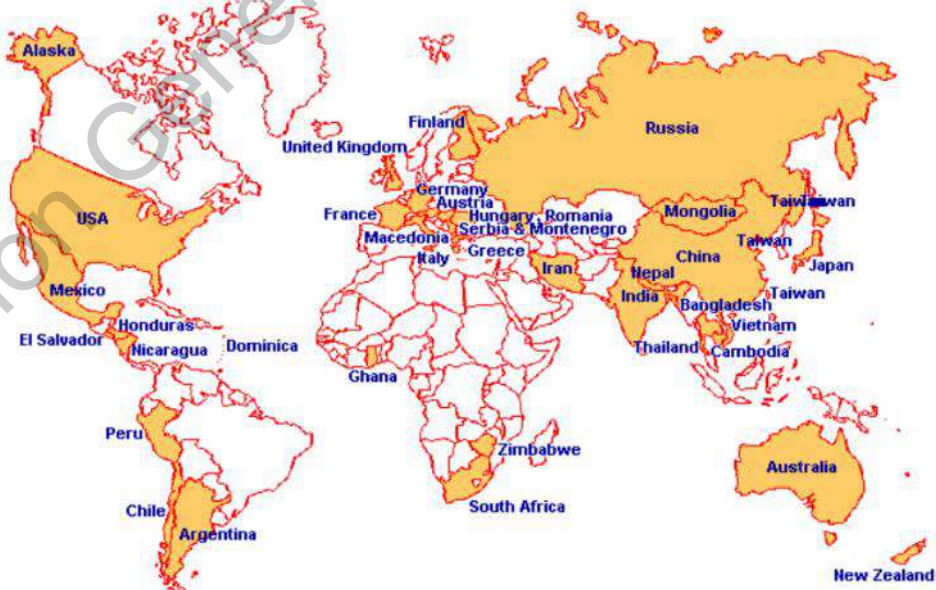 Alaska
Finland
Russia
United Kingdom
Germany
Austria
USA
France
Hungary, Romania
Mongolia
Taiwan
Taiwan
Serbia & Montenegro
Macedonia
Italy
Greece
Taiwan
China
Japan
Iran
Nepal
Mexico
India
Taiwan
Bangladesh
Honduras
Vietnam
El Salvador
Nicaragua
Dominica
Thailand
Cambodia
Ghana
Peru
Zimbabwe
Australia
South Africa
Chile
Argentina
New Zealand